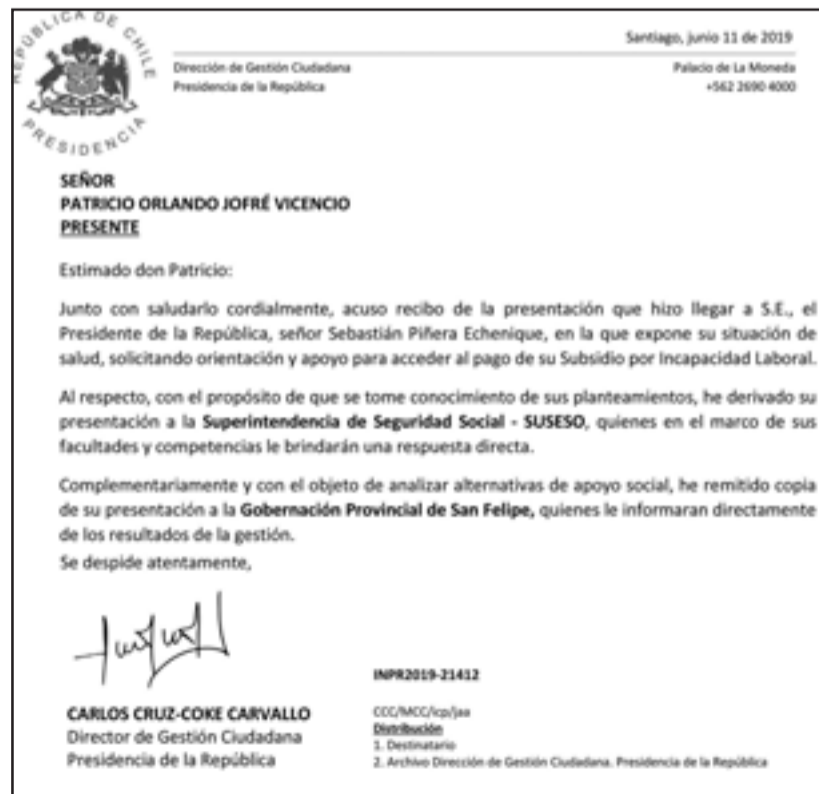 REPÚBLICA DE CHILE
PRESIDENCIA
Santiago, junio 11 de 2019
Dirección de Gestión Ciudadana
Presidencia de la República
Palacio de La Moneda
+562 2690 4000
SEÑOR
PATRICIO ORLANDO JOFRÉ VICENCIO
PRESENTE
Estimado don Patricio:
Junto con saludarlo cordialmente, acuso recibo de la presentación que hizo llegar a S.E., el
Presidente de la República, señor Sebastián Piñera Echenique, en la que expone su situación de
salud, solicitando orientación y apoyo para acceder al pago de su Subsidio por Incapacidad Laboral.
Al respecto, con el propósito de que se tome conocimiento de sus planteamientos, he derivado su
presentación a la Superintendencia de Seguridad Social - SUSESO, quienes en el marco de sus
facultades y competencias le brindarán una respuesta directa.
Complementariamente y con el objeto de analizar alternativas de apoyo social, he remitido copia
de su presentación a la Gobernación Provincial de San Felipe, quienes le informaran directamente
de los resultados de la gestión.
Se despide atentamente,
INPR2019-21412
CARLOS CRUZ-COKE CARVALLO
Director de Gestión Ciudadana
Presidencia de la República
CCC/MCC/icp/jaa
Distribución
1. Destinatario
2. Archivo Dirección de Gestión Ciudadana. Presidencia de la República